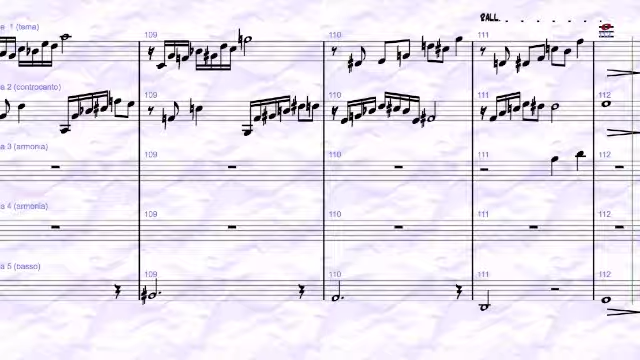 RALL.
e 1 (tema)
109 110 111
a 2 (controcanto)
109 110 111 112
a 3 (armonia)
109 110 111 112
a 4 (armonia)
109 110 111 112
a 5 (basso)
109 110 111 112